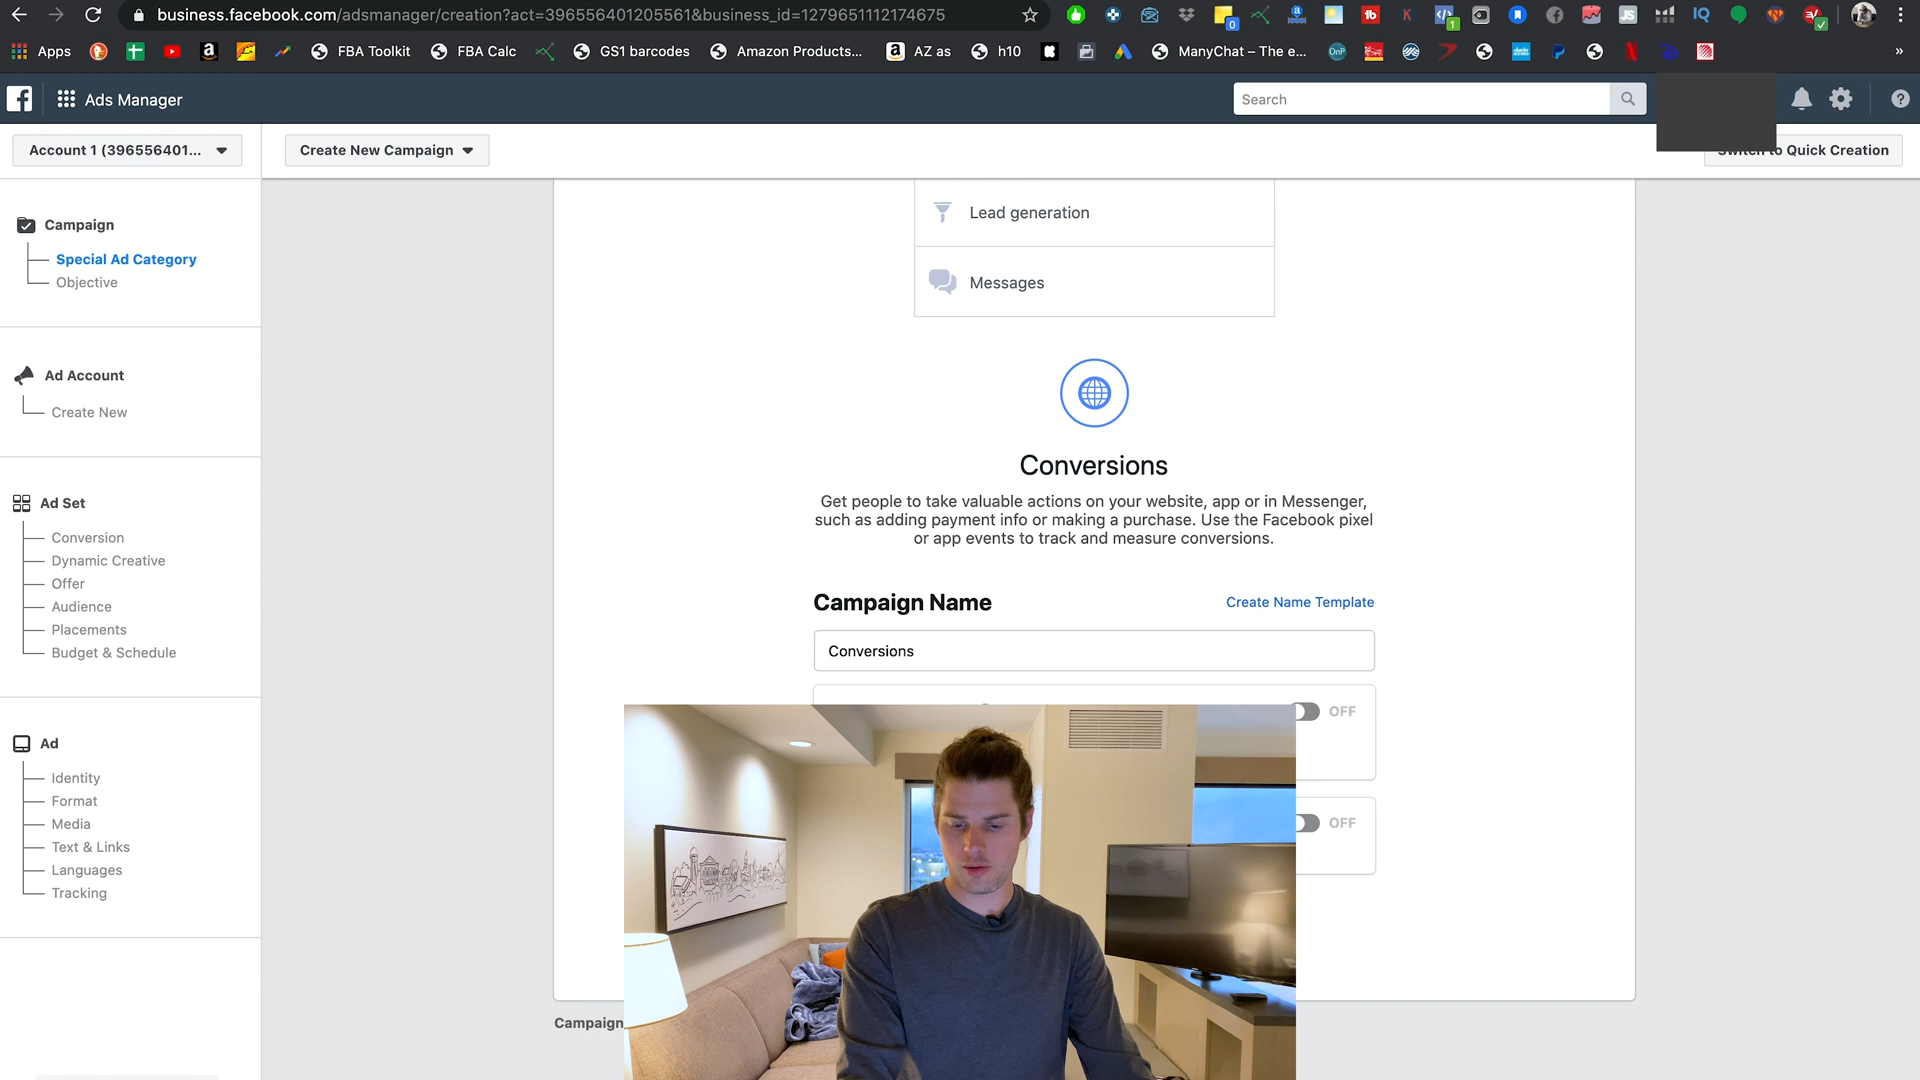 business.facebook.com/adsmanager/creation?act=396556401205561&business_id=1279651112174675
Apps
FBA Toolkit
FBA Calc
GS1 barcodes
Amazon Products...
AZ as
h10
ManyChat – The e...
Ads Manager
Search
Account 1 (396556401...
Create New Campaign
Switch to Quick Creation
Campaign
Special Ad Category
Objective
Ad Account
Create New
Ad Set
Conversion
Dynamic Creative
Offer
Audience
Placements
Budget & Schedule
Ad
Identity
Format
Media
Text & Links
Languages
Tracking
Lead generation
Messages
Conversions
Get people to take valuable actions on your website, app or in Messenger,
such as adding payment info or making a purchase. Use the Facebook pixel
or app events to track and measure conversions.
Campaign Name
Create Name Template
Conversions
OFF
OFF
Campaign